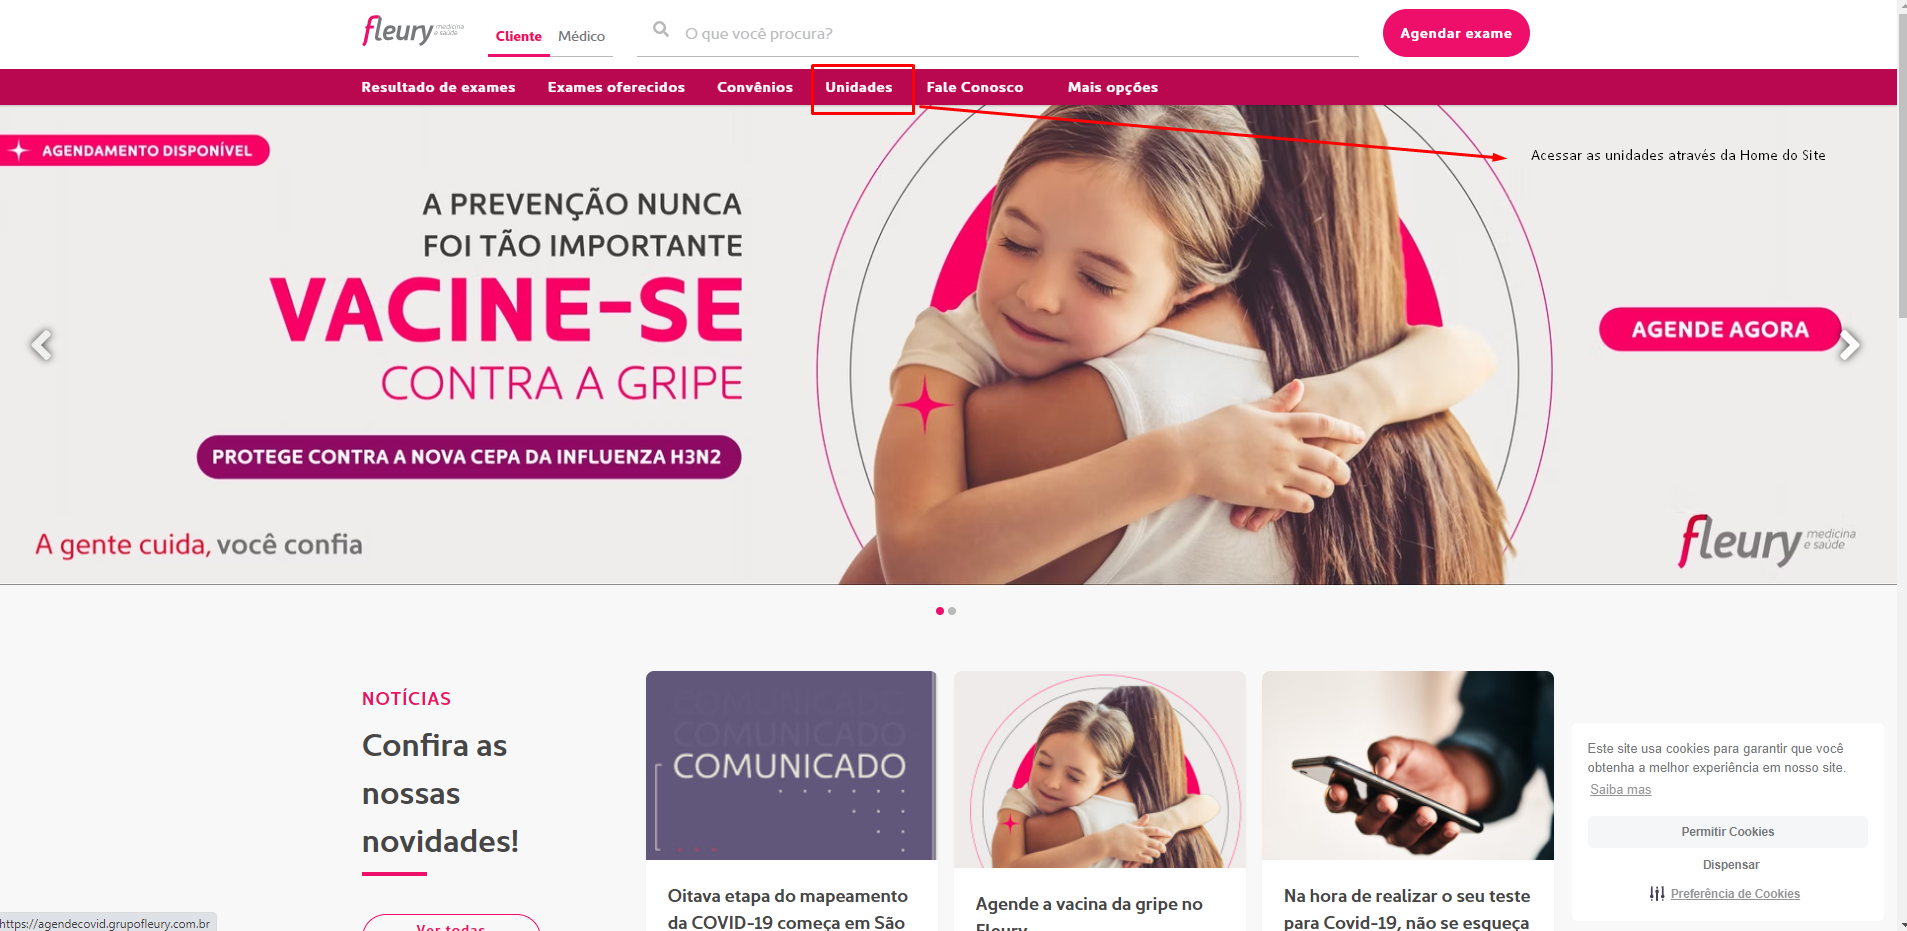 fleury medicina
e saúde
Cliente Médico
O que você procura?
Agendar exame
Resultado de exames Exames oferecidos Convênios Unidades Fale Conosco Mais opções
Acessar as unidades através da Home do Site
AGENDAMENTO DISPONÍVEL
A PREVENÇÃO NUNCA
FOI TÃO IMPORTANTE
VACINE-SE
CONTRA A GRIPE
PROTEGE CONTRA A NOVA CEPA DA INFLUENZA H3N2
AGENDE AGORA
A gente cuida, você confia
fleury medicina
e saúde
NOTÍCIAS
Confira as
nossas
novidades!
Ver todas
COMUNICADO
COMUNICADO
COMUNICADO
Oitava etapa do mapeamento
da COVID-19 começa em São
Agende a vacina da gripe no
Fleury
Na hora de realizar o seu teste
para Covid-19, não se esqueça
Este site usa cookies para garantir que você
obtenha a melhor experiência em nosso site.
Saiba mas
Permitir Cookies
Dispensar
Preferência de Cookies
https://agendecovid.grupofleury.com.br